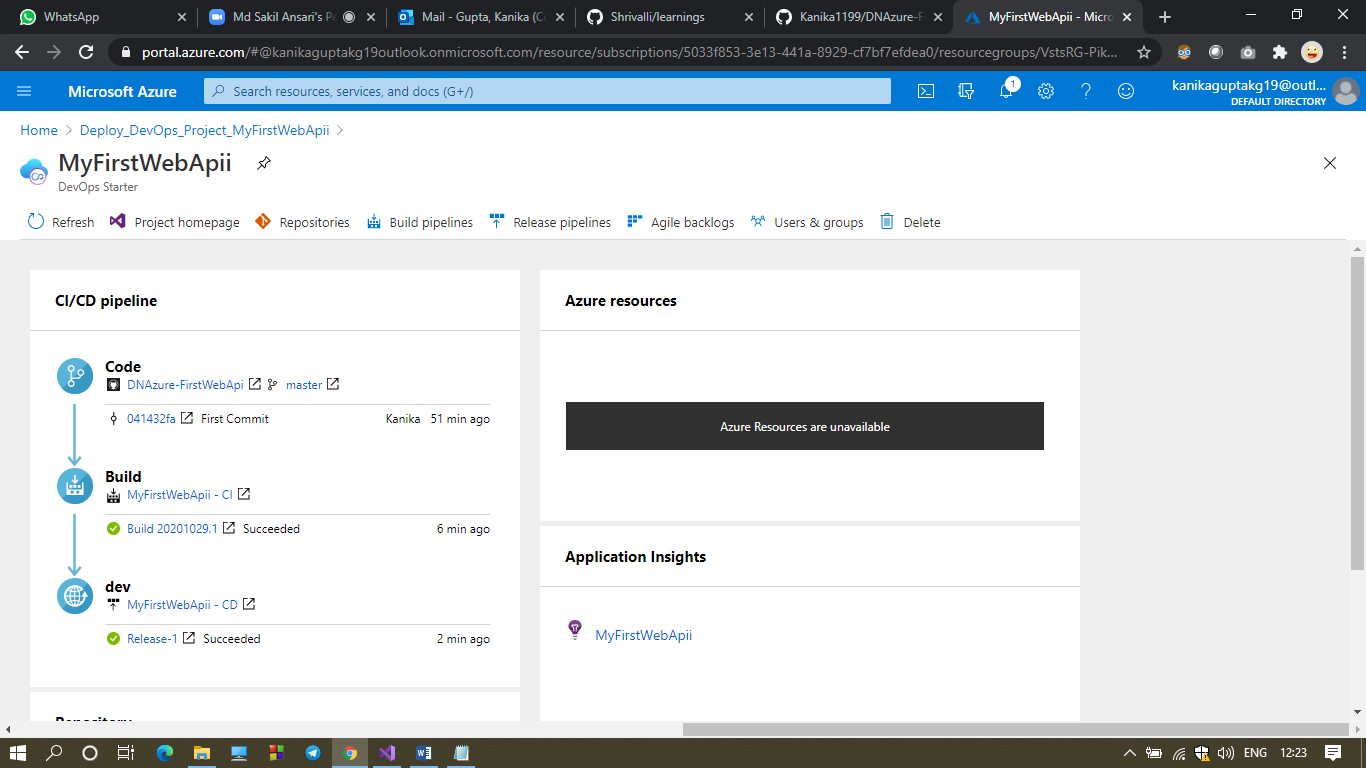 WhatsApp
Md Sakil Ansari's Pe
Mail - Gupta, Kanika (Co
Shrivalli/learnings
Kanika1199/DNAzure-F
MyFirstWebApii - Micro
portal.azure.com/#@kanikaguptakg19outlook.onmicrosoft.com/resource/subscriptions/5033f853-3e13-441a-8929-cf7bf7efdea0/resourcegroups/VstsRG-Pik...
Microsoft Azure
Search resources, services, and docs (G+/)
1
kanikaguptakg19@outl...
DEFAULT DIRECTORY
Home > Deploy_DevOps_Project_MyFirstWebApii >
MyFirstWebApii
DevOps Starter
Refresh Project homepage Repositories Build pipelines Release pipelines Agile backlogs Users & groups Delete
CI/CD pipeline
Code
DNAzure-FirstWebApi master
041432fa First Commit Kanika 51 min ago
Build
MyFirstWebApii - CI
Build 20201029.1 Succeeded 6 min ago
dev
MyFirstWebApii - CD
Release-1 Succeeded 2 min ago
Repository
Azure resources
Azure Resources are unavailable
Application Insights
MyFirstWebApii
ENG 12:23